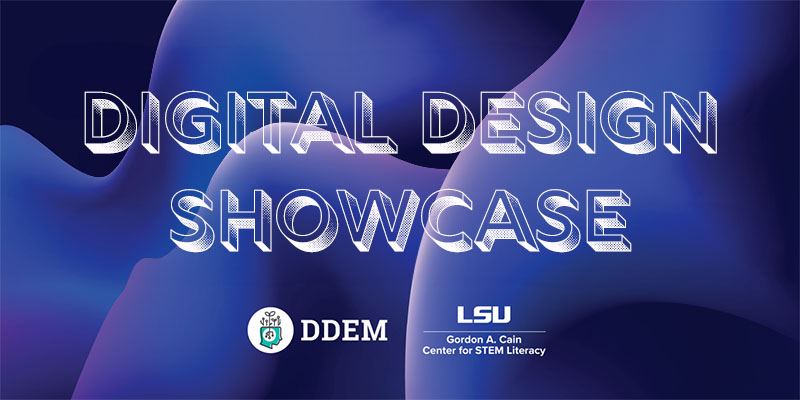 DIGITAL DESIGN
SHOWCASE
DDEM
LSU
Gordon A. Cain
Center for STEM Literacy